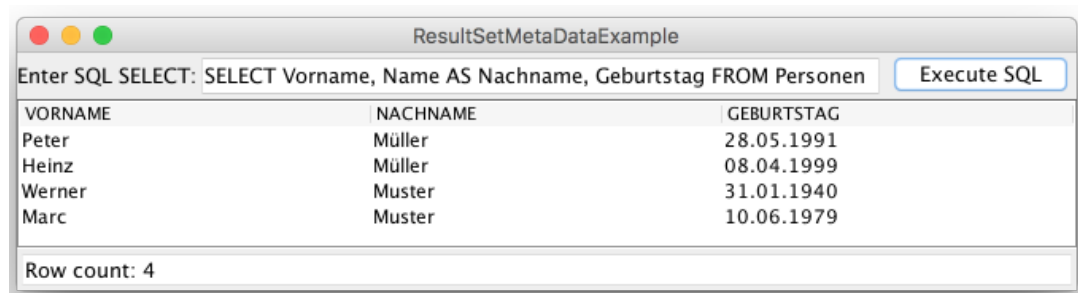 ResultSetMetaDataExample
Enter SQL SELECT: SELECT Vorname, Name AS Nachname, Geburtstag FROM Personen Execute SQL
VORNAME NACHNAME GEBURTSTAG
Peter Müller 28.05.1991
Heinz Müller 08.04.1999
Werner Muster 31.01.1940
Marc Muster 10.06.1979
Row count: 4